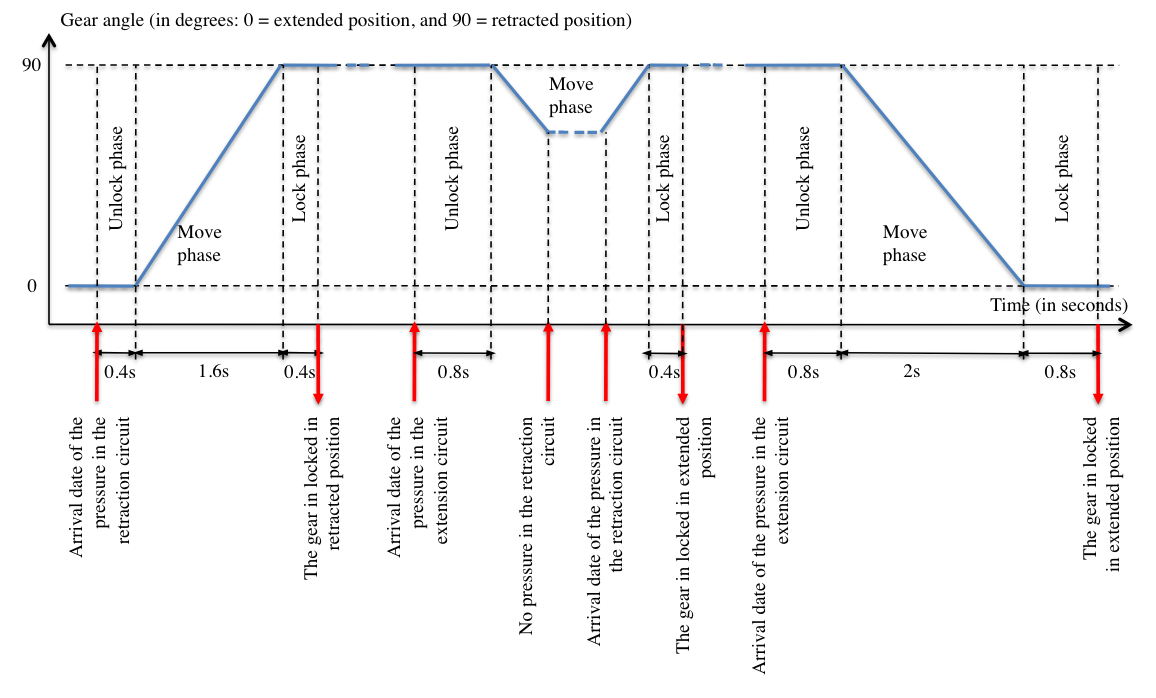 Gear angle (in degrees: 0 = extended position, and 90 = retracted position)
90
0
Unlock phase
Move
phase
Lock phase
Unlock phase
Move
phase
Lock phase
Unlock phase
Move
phase
Lock phase
Time (in seconds)
0.4s
1.6s
0.4s
0.8s
0.4s
0.8s
2s
0.8s
Arrival date of the
pressure in the
retraction circuit
The gear in locked in
retracted position
Arrival date of the
pressure in the
extension circuit
No pressure in the retraction
circuit
Arrival date of the pressure in
the retraction circuit
The gear in locked in extended
position
Arrival date of the pressure in the
extension circuit
The gear in locked
in extended position